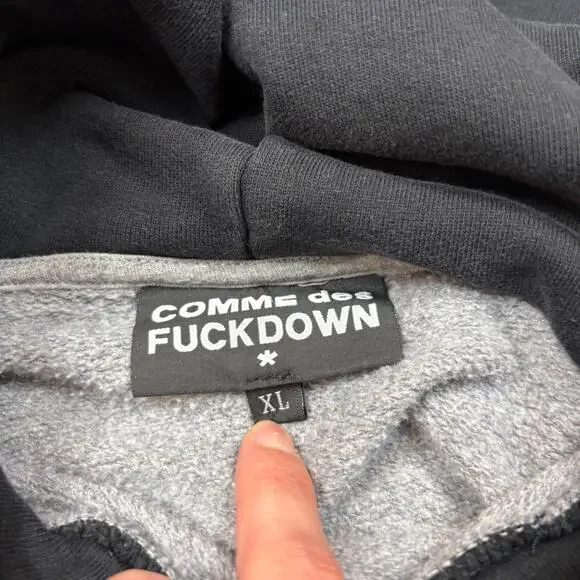 COMME des
FUCKDOWN
*
XL